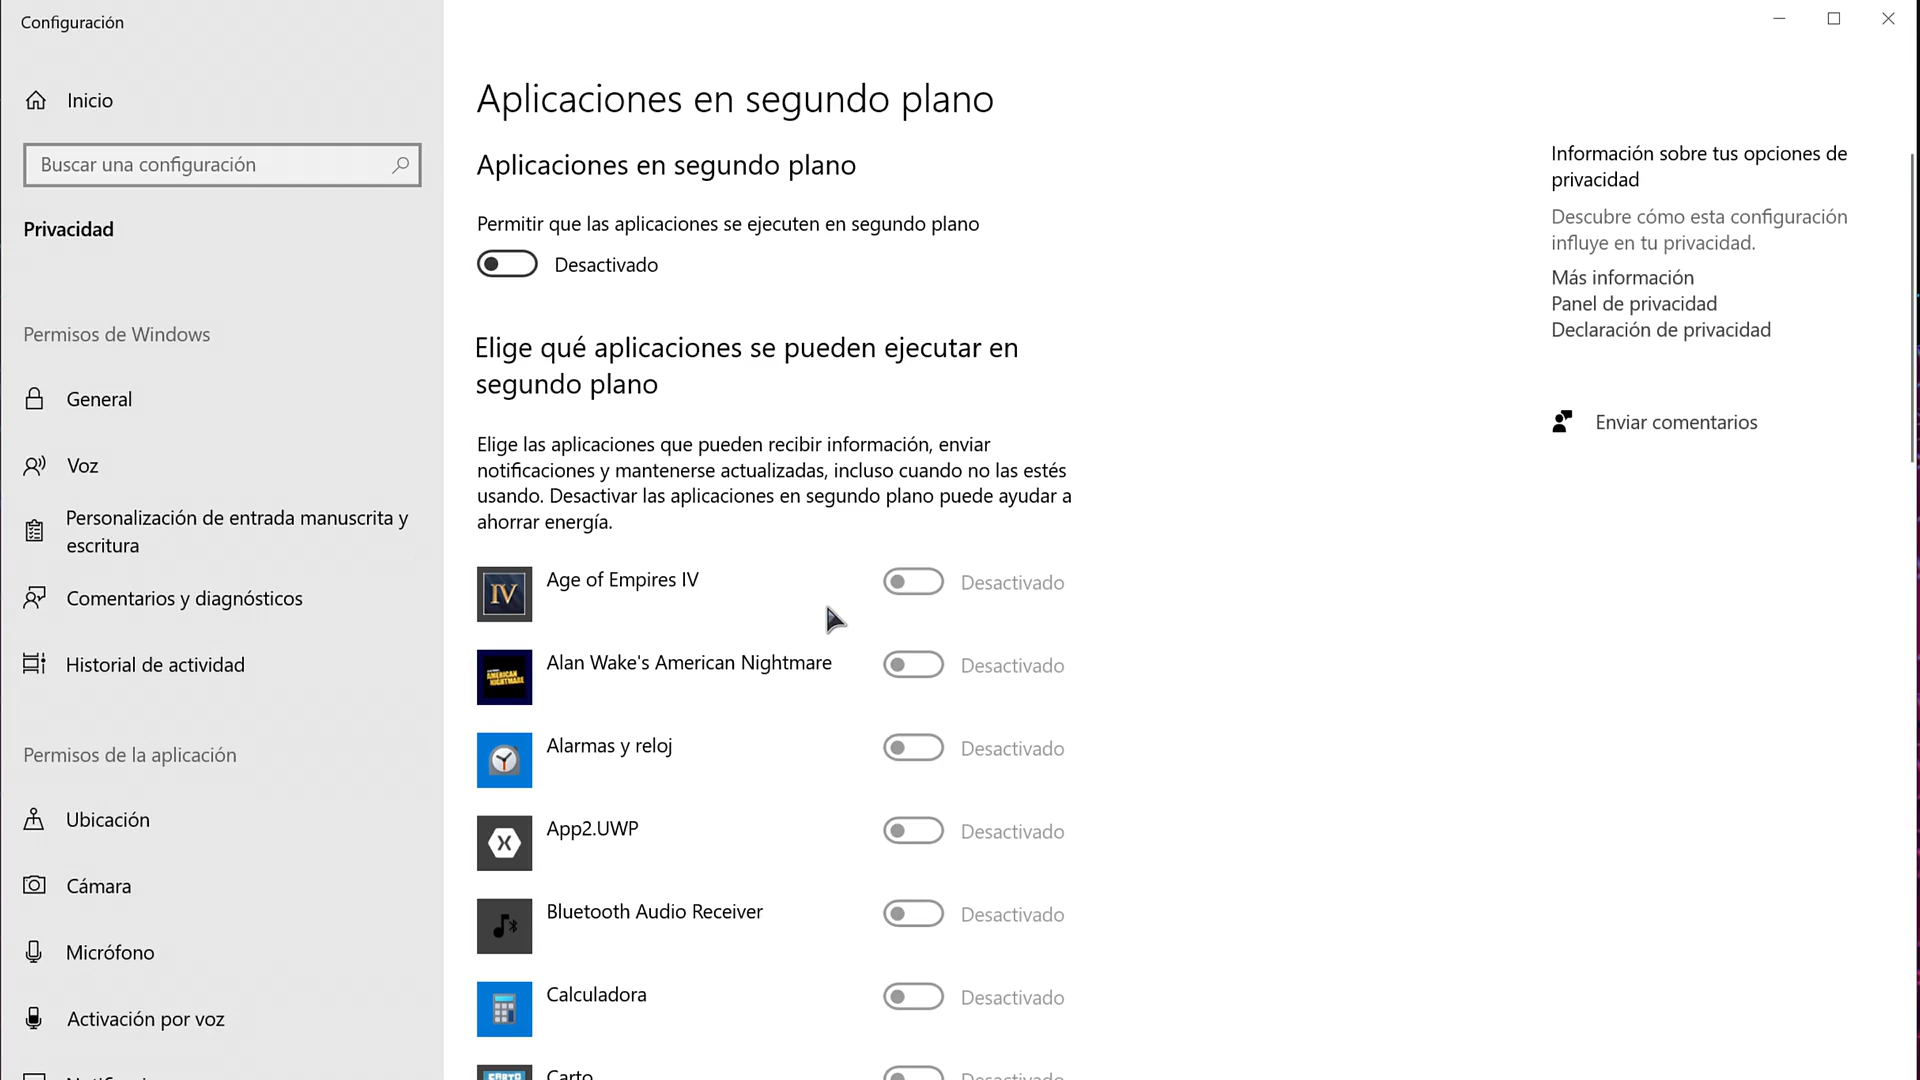 Configuración
Inicio
Buscar una configuración
Privacidad
Permisos de Windows
General
Voz
Personalización de entrada manuscrita y
escritura
Comentarios y diagnósticos
Historial de actividad
Permisos de la aplicación
Ubicación
Cámara
Micrófono
Activación por voz
Aplicaciones en segundo plano
Aplicaciones en segundo plano
Permitir que las aplicaciones se ejecuten en segundo plano
Desactivado
Elige qué aplicaciones se pueden ejecutar en
segundo plano
Elige las aplicaciones que pueden recibir información, enviar
notificaciones y mantenerse actualizadas, incluso cuando no las estés
usando. Desactivar las aplicaciones en segundo plano puede ayudar a
ahorrar energía.
IV
Age of Empires IV
Desactivado
AMERICAN
NIGHTMARE
Alan Wake's American Nightmare
Desactivado
Alarmas y reloj
Desactivado
App2.UWP
Desactivado
Bluetooth Audio Receiver
Desactivado
Calculadora
Desactivado
Carto
Desactivado
Información sobre tus opciones de
privacidad
Descubre cómo esta configuración
influye en tu privacidad.
Más información
Panel de privacidad
Declaración de privacidad
Enviar comentarios